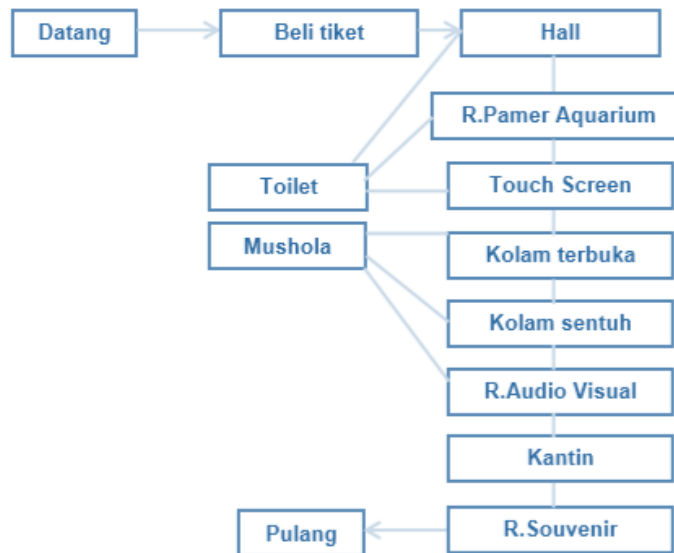 Datang
Beli tiket
Hall
R.Pamer Aquarium
Toilet
Touch Screen
Mushola
Kolam terbuka
Kolam sentuh
R.Audio Visual
Kantin
R.Souvenir
Pulang